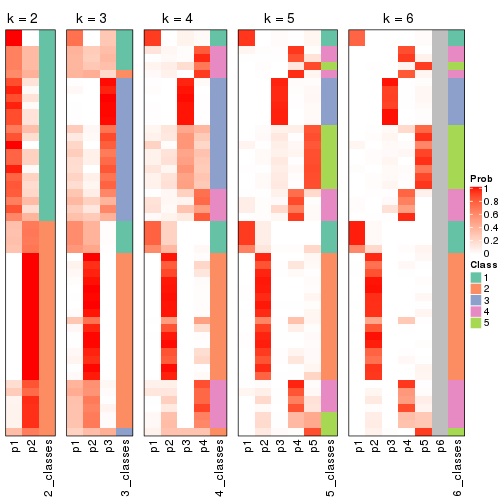 k = 2
k = 3
k = 4
k = 5
k = 6
Prob
1
0.8
0.6
0.4
0.2
0
Class
1
2
3
4
5
p1
p2
2_classes
p1
p2
p3
3_classes
p1
p2
p3
p4
4_classes
p1
p2
p3
p4
p5
5_classes
p1
p2
p3
p4
p5
p6
6_classes